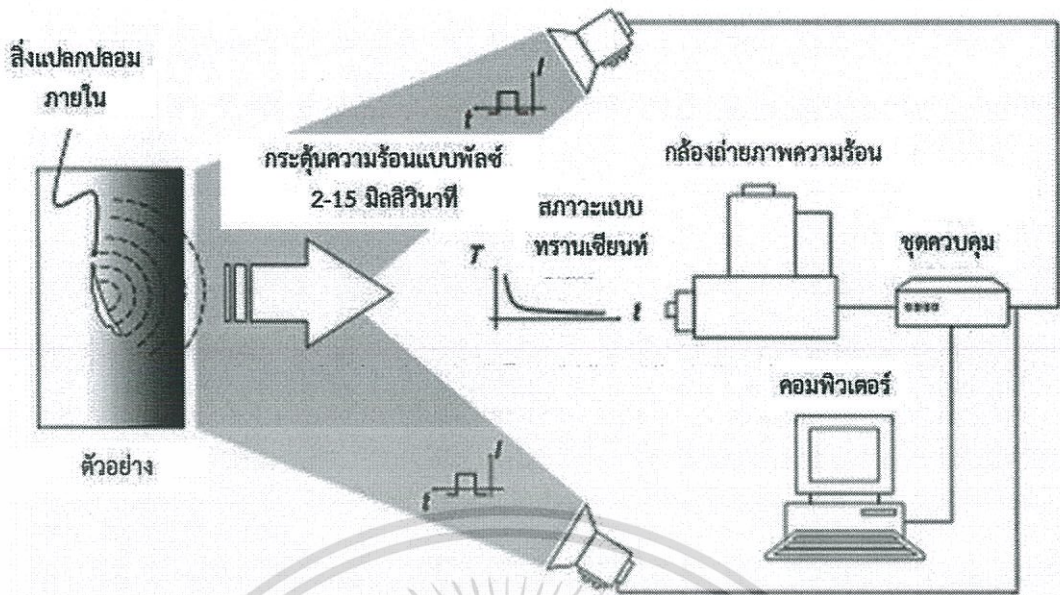 สิ่งแปลกปลอม
ภายใน
I
t
กระตุ้นความร้อนแบบพัลซ์
2-15 มิลลิวินาที
กล้องถ่ายภาพความร้อน
สภาวะแบบ
ทรานเซียนท์
T
t
ชุดควบคุม
คอมพิวเตอร์
ตัวอย่าง
I
t